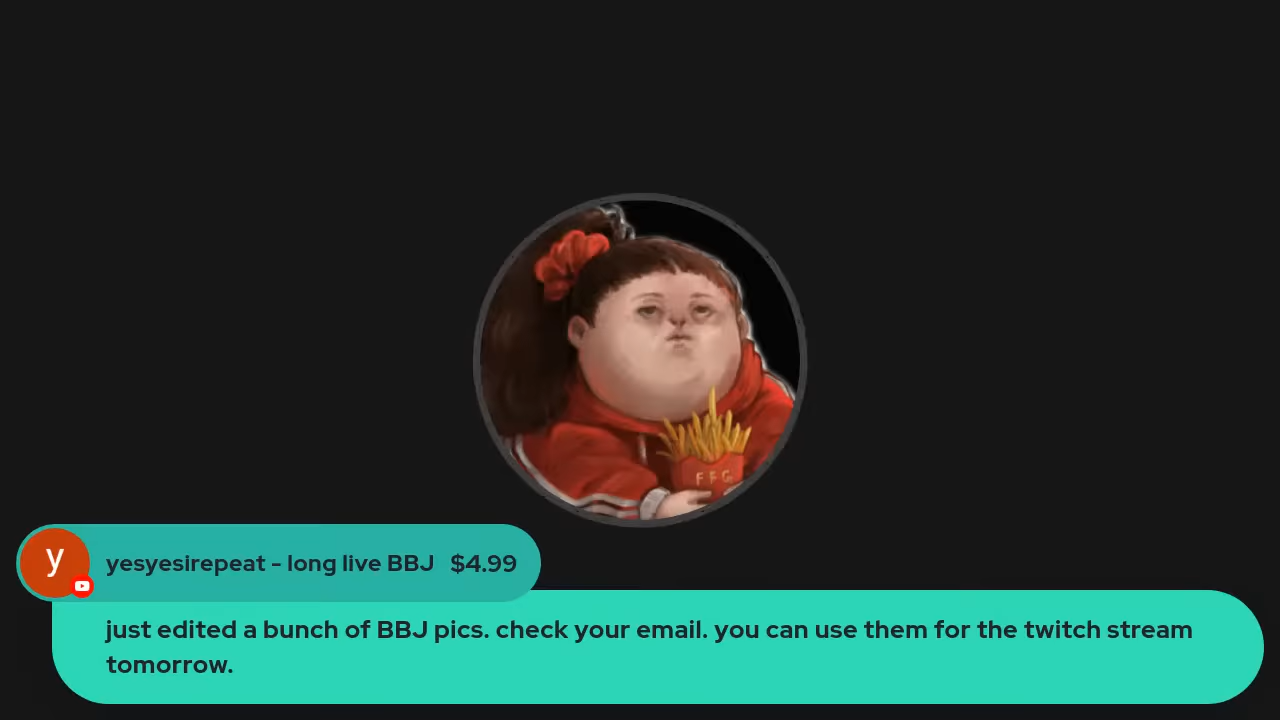 FFG
y
yesyesirepeat - long live BBJ $4.99
just edited a bunch of BBJ pics. check your email. you can use them for the twitch stream
tomorrow.